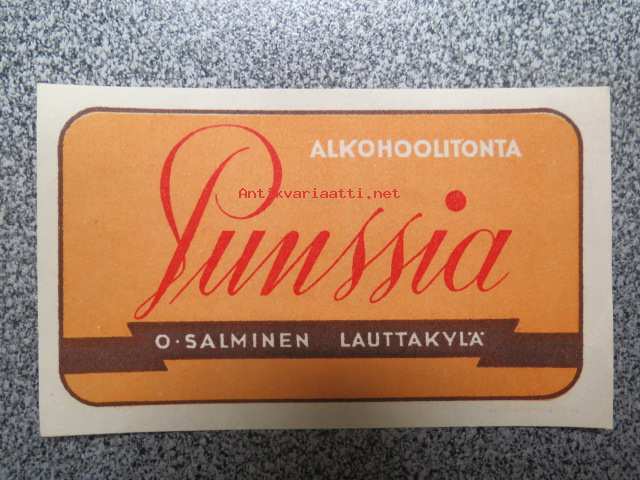 ALKOHOOLITONTA
Antikvariaatti.net
Punssia
O·SALMINEN LAUTTAKYLÄ